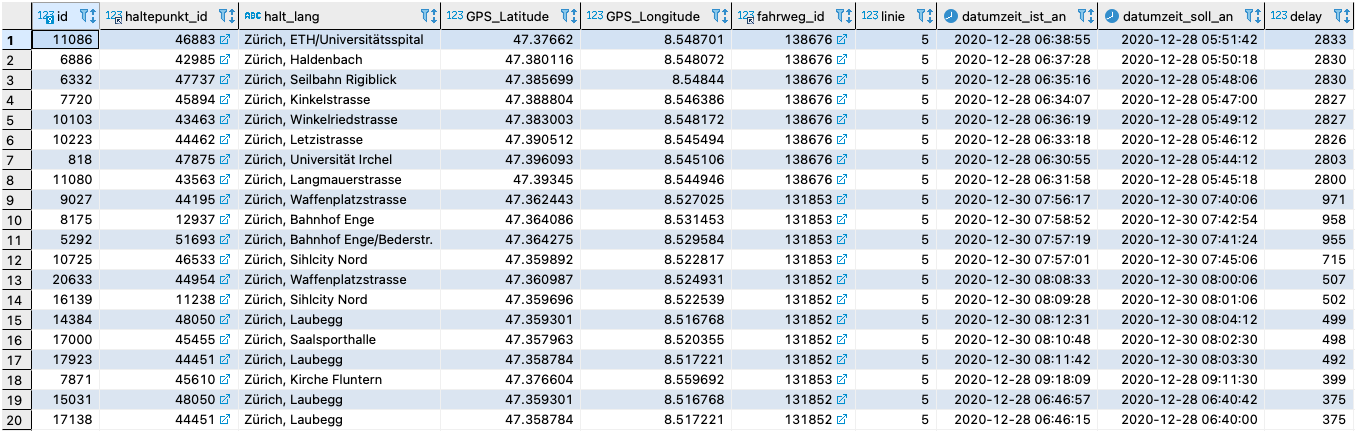 123 id 123 haltepunkt_id ABC halt_lang 123 GPS_Latitude 123 GPS_Longitude 123 fahrweg_id 123 linie datumzeit_ist_an datumzeit_soll_an 123 delay
1 11086 46883 Zürich, ETH/Universitätsspital 47.37662 8.548701 138676 5 2020-12-28 06:38:55 2020-12-28 05:51:42 2833
2 6886 42985 Zürich, Haldenbach 47.380116 8.548072 138676 5 2020-12-28 06:37:28 2020-12-28 05:50:18 2830
3 6332 47737 Zürich, Seilbahn Rigiblick 47.385699 8.54844 138676 5 2020-12-28 06:35:16 2020-12-28 05:48:06 2830
4 7720 45894 Zürich, Kinkelstrasse 47.388804 8.546386 138676 5 2020-12-28 06:34:07 2020-12-28 05:47:00 2827
5 10103 43463 Zürich, Winkelriedstrasse 47.383003 8.548172 138676 5 2020-12-28 06:36:19 2020-12-28 05:49:12 2827
6 10223 44462 Zürich, Letzistrasse 47.390512 8.545494 138676 5 2020-12-28 06:33:18 2020-12-28 05:46:12 2826
7 818 47875 Zürich, Universität Irchel 47.396093 8.545106 138676 5 2020-12-28 06:30:55 2020-12-28 05:44:12 2803
8 11080 43563 Zürich, Langmauerstrasse 47.39345 8.544946 138676 5 2020-12-28 06:31:58 2020-12-28 05:45:18 2800
9 9027 44195 Zürich, Waffenplatzstrasse 47.362443 8.527025 131853 5 2020-12-30 07:56:17 2020-12-30 07:40:06 971
10 8175 12937 Zürich, Bahnhof Enge 47.364086 8.531453 131853 5 2020-12-30 07:58:52 2020-12-30 07:42:54 958
11 5292 51693 Zürich, Bahnhof Enge/Bederstr. 47.364275 8.529584 131853 5 2020-12-30 07:57:19 2020-12-30 07:41:24 955
12 10725 46533 Zürich, Sihlcity Nord 47.359892 8.522817 131852 5 2020-12-30 07:57:01 2020-12-30 07:45:06 715
13 20633 44954 Zürich, Waffenplatzstrasse 47.360987 8.524931 131852 5 2020-12-30 08:08:33 2020-12-30 08:00:06 507
14 16139 11238 Zürich, Sihlcity Nord 47.359696 8.522539 131852 5 2020-12-30 08:09:28 2020-12-30 08:01:06 502
15 14384 48050 Zürich, Laubegg 47.359301 8.516768 131852 5 2020-12-30 08:12:31 2020-12-30 08:04:12 499
16 17000 45455 Zürich, Saalsporthalle 47.357963 8.520355 131852 5 2020-12-30 08:10:48 2020-12-30 08:02:30 498
17 17923 44451 Zürich, Laubegg 47.358784 8.517221 131852 5 2020-12-30 08:11:42 2020-12-30 08:03:30 492
18 7871 45610 Zürich, Kirche Fluntern 47.376604 8.559692 131853 5 2020-12-28 09:18:09 2020-12-28 09:11:30 399
19 15031 48050 Zürich, Laubegg 47.359301 8.516768 131852 5 2020-12-28 06:46:57 2020-12-28 06:40:42 375
20 17138 44451 Zürich, Laubegg 47.358784 8.517221 131852 5 2020-12-28 06:46:15 2020-12-28 06:40:00 375